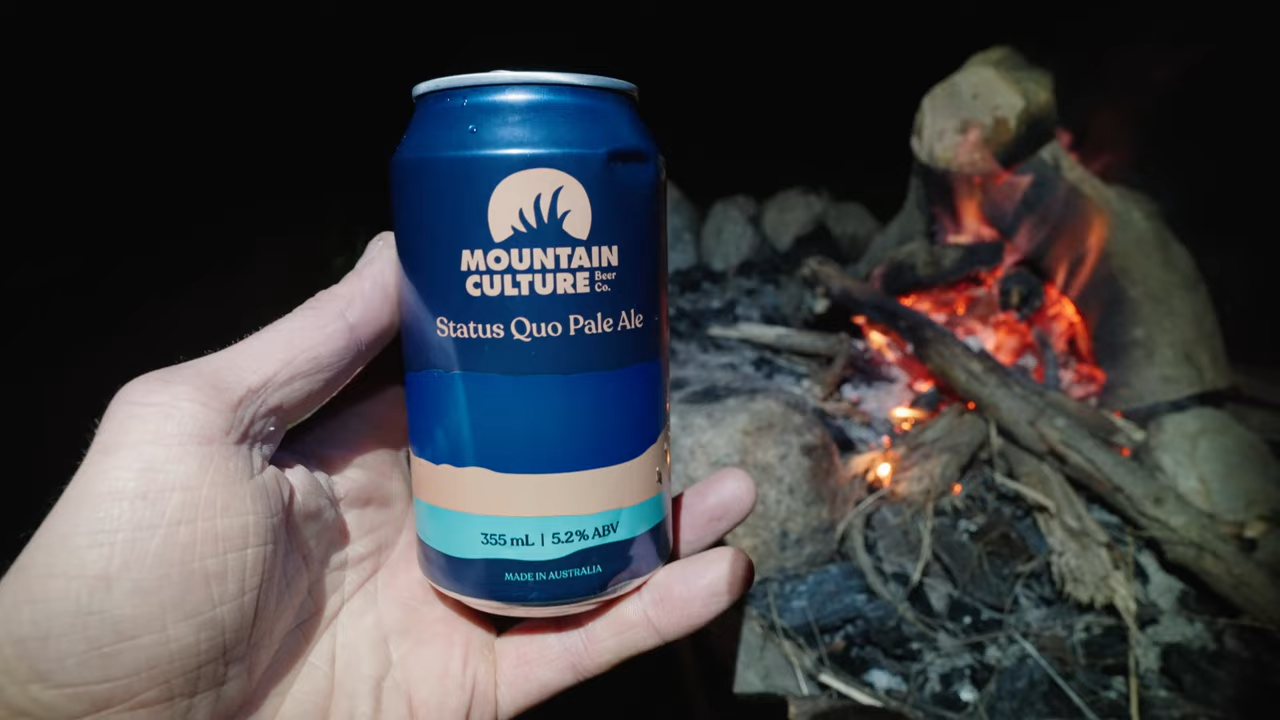 MOUNTAIN
CULTURE Beer Co.
Status Quo Pale Ale
355 mL | 5.2% ABV
MADE IN AUSTRALIA